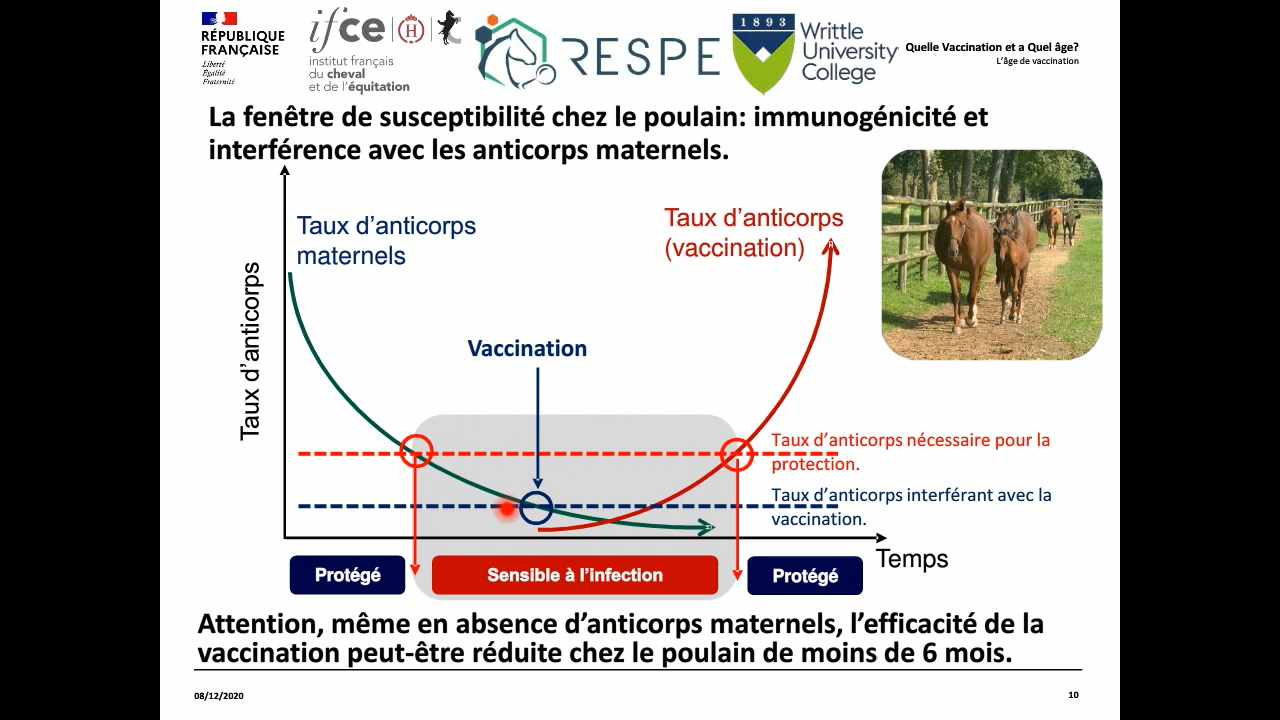 RÉPUBLIQUE
FRANÇAISE
Liberté
Égalité
Fraternité
ifce
H
institut français
du cheval
et de l'équitation
RESPE
1893
Writtle
University
College
Quelle Vaccination et a Quel âge?
L'âge de vaccination
La fenêtre de susceptibilité chez le poulain: immunogénicité et
interférence avec les anticorps maternels.
Taux d'anticorps
Taux d'anticorps
maternels
Taux d'anticorps
(vaccination)
Vaccination
Taux d'anticorps nécessaire pour la
protection.
Taux d'anticorps interférant avec la
vaccination.
Temps
Protégé
Sensible à l'infection
Protégé
Attention, même en absence d'anticorps maternels, l'efficacité de la
vaccination peut-être réduite chez le poulain de moins de 6 mois.
08/12/2020
10